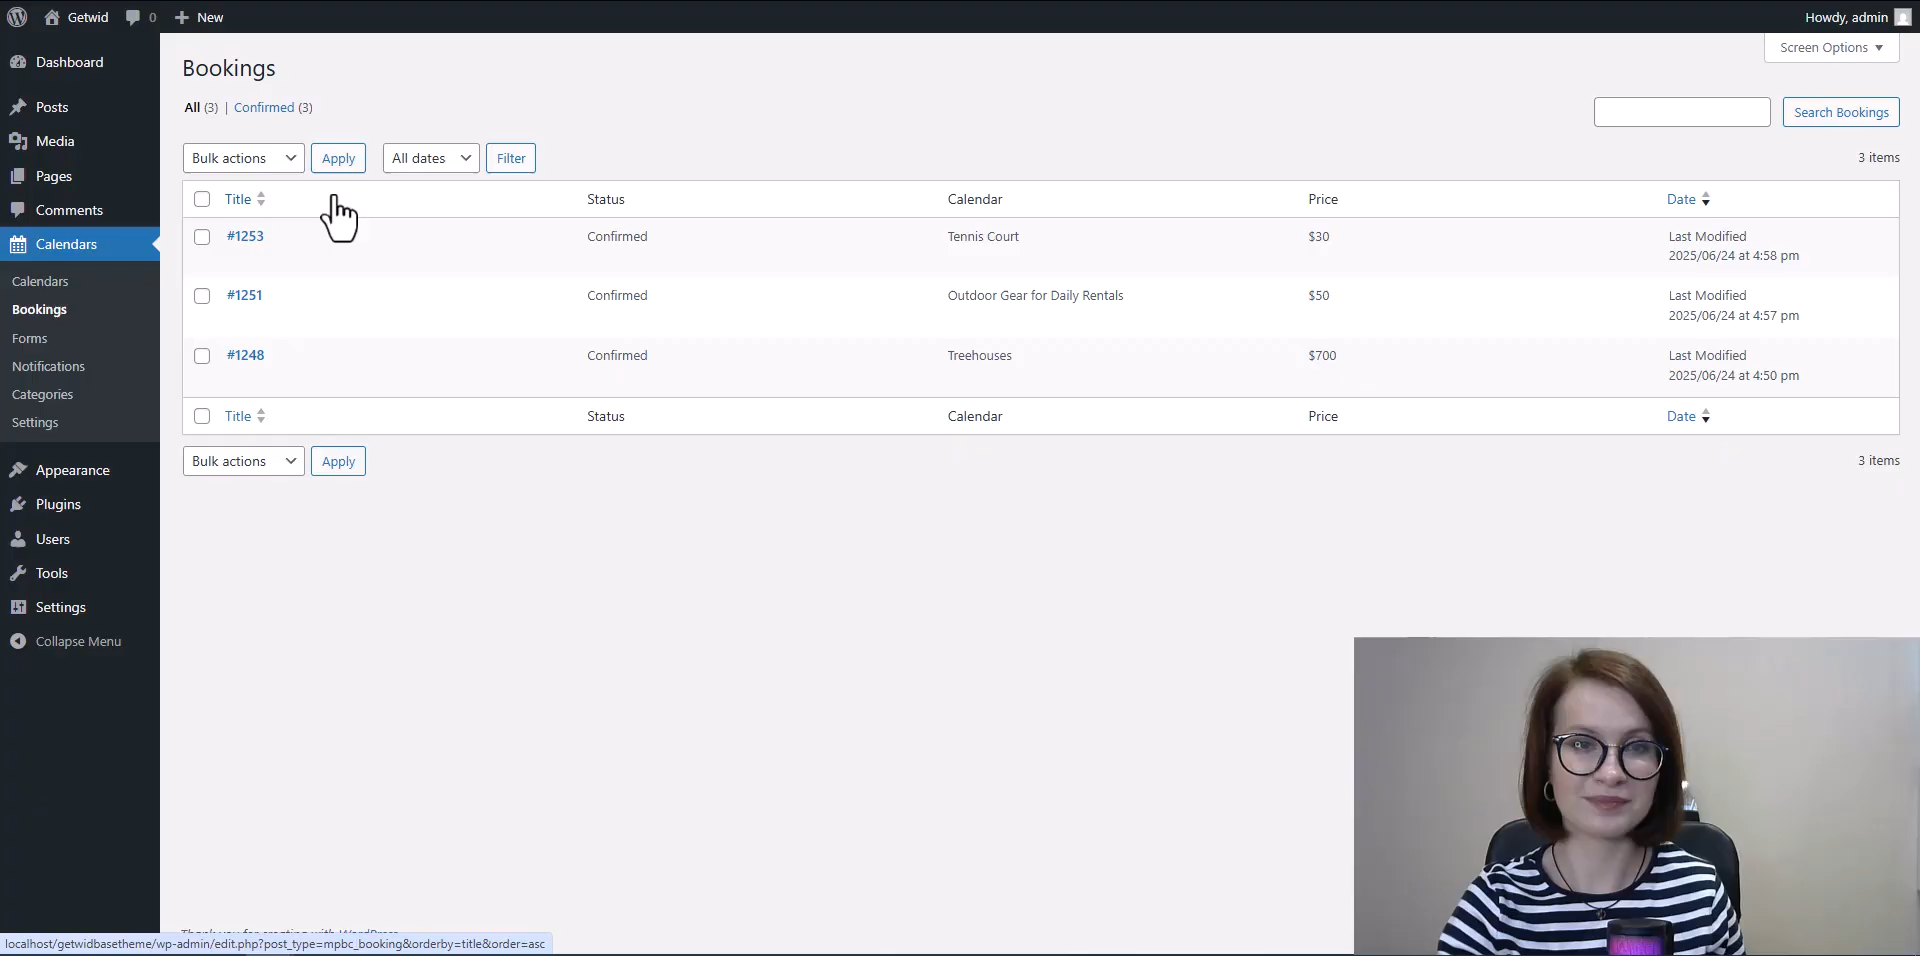 Getwid 0 New Howdy, admin
Screen Options
Dashboard
Posts
Media
Pages
Comments
Calendars
Calendars
Bookings
Forms
Notifications
Categories
Settings
Appearance
Plugins
Users
Tools
Settings
Collapse Menu
Bookings
All (3) | Confirmed (3)
Search Bookings
Bulk actions Apply All dates Filter 3 items
Title Status Calendar Price Date
#1253 Confirmed Tennis Court $30 Last Modified
2025/06/24 at 4:58 pm
#1251 Confirmed Outdoor Gear for Daily Rentals $50 Last Modified
2025/06/24 at 4:57 pm
#1248 Confirmed Treehouses $700 Last Modified
2025/06/24 at 4:50 pm
Title Status Calendar Price Date
Bulk actions Apply 3 items
Thank you for creating with WordPress
localhost/getwidbasetheme/wp-admin/edit.php?post_type=mpbc_booking&orderby=title&order=asc